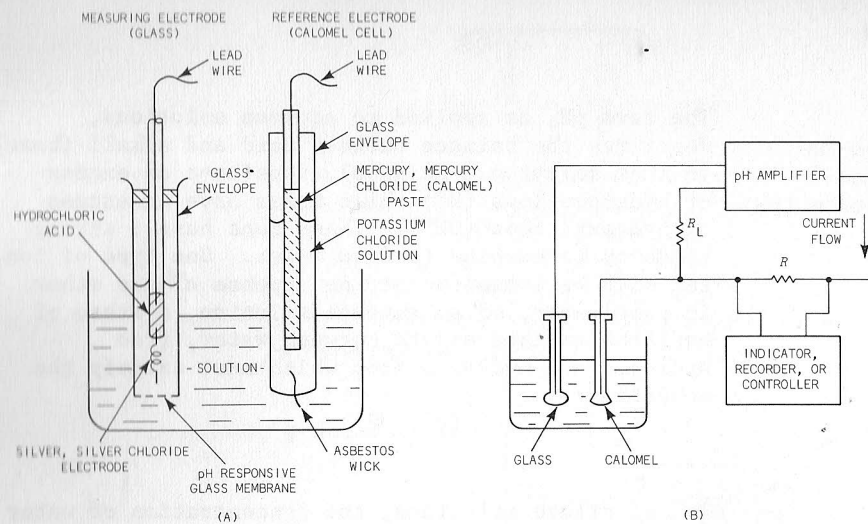 MEASURING ELECTRODE
(GLASS)
REFERENCE ELECTRODE
(CALOMEL CELL)
LEAD
WIRE
LEAD
WIRE
GLASS
ENVELOPE
GLASS
ENVELOPE
MERCURY, MERCURY
CHLORIDE (CALOMEL)
PASTE
HYDROCHLORIC
ACID
POTASSIUM
CHLORIDE
SOLUTION
-SOLUTION-
SILVER, SILVER CHLORIDE
ELECTRODE
pH RESPONSIVE
GLASS MEMBRANE
ASBESTOS
WICK
(A)
pH AMPLIFIER
RL
CURRENT
FLOW
R
INDICATOR,
RECORDER, OR
CONTROLLER
GLASS
CALOMEL
(B)